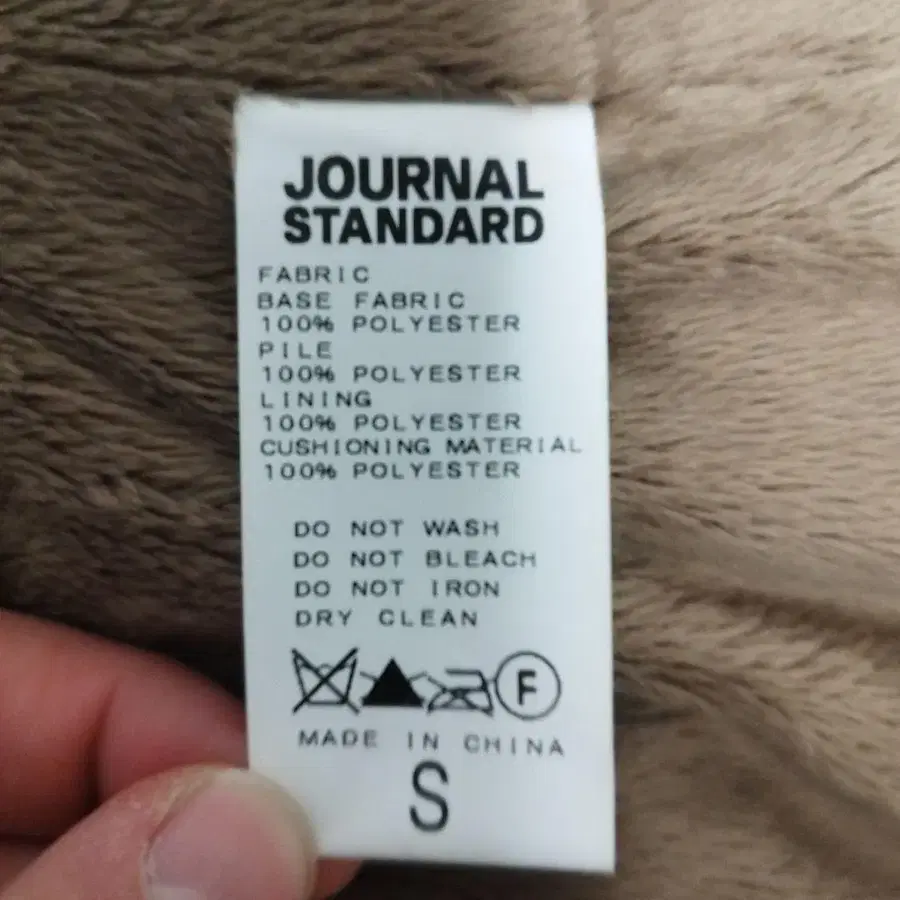 JOURNAL
STANDARD
FABRIC
BASE FABRIC
100% POLYESTER
PILE
100% POLYESTER
LINING
100% POLYESTER
CUSHIONING MATERIAL
100% POLYESTER
DO NOT WASH
DO NOT BLEACH
DO NOT IRON
DRY CLEAN
F
MADE IN CHINA
S